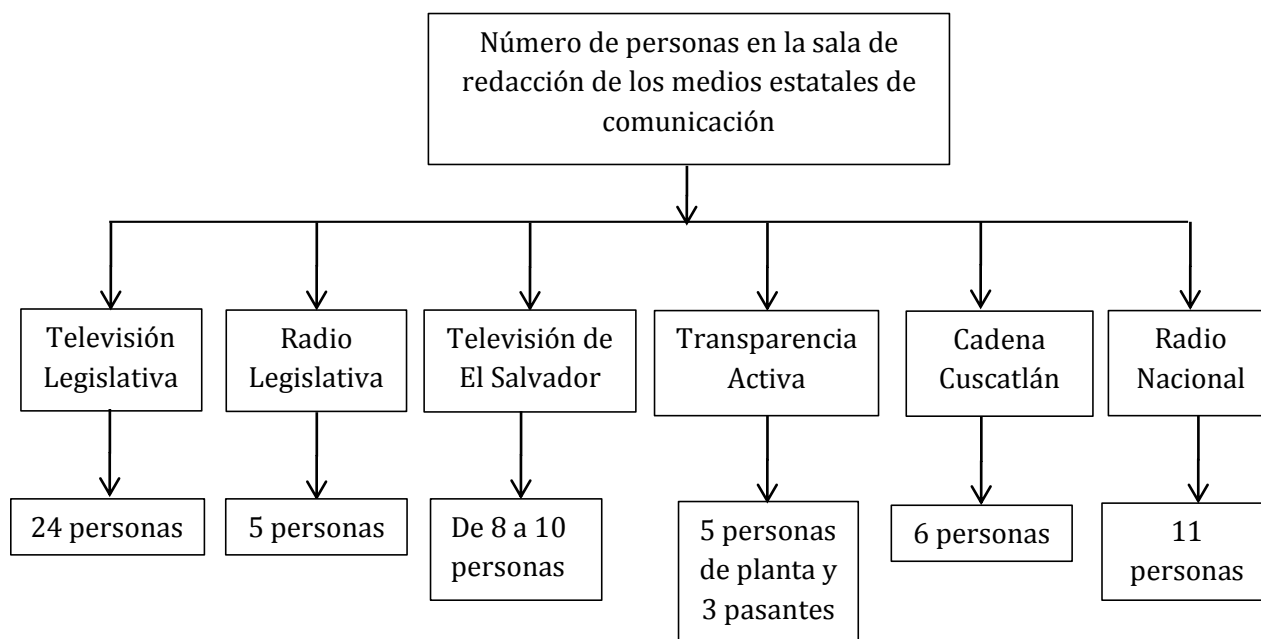 Número de personas en la sala de
redacción de los medios estatales de
comunicación
Televisión
Legislativa
Radio
Legislativa
Televisión de
El Salvador
Transparencia
Activa
Cadena
Cuscatlán
Radio
Nacional
24 personas
5 personas
De 8 a 10
personas
5 personas
de planta y
3 pasantes
6 personas
11
personas